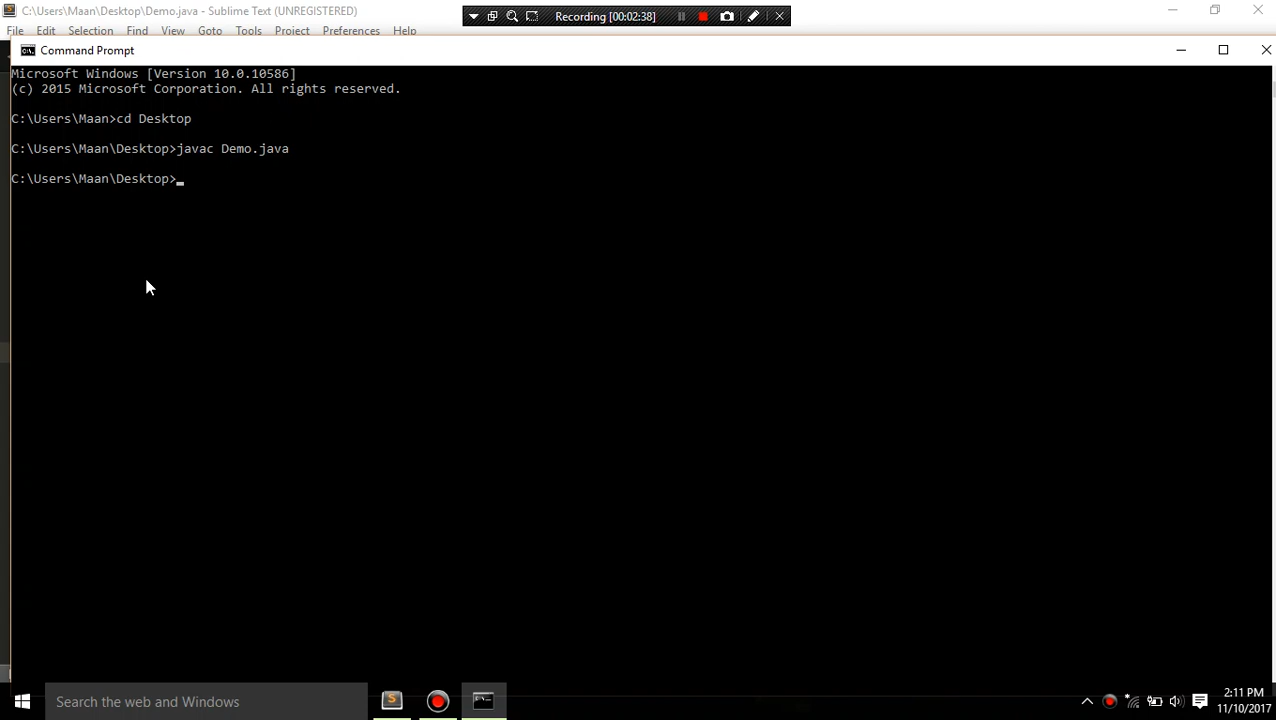 C:\Users\Maan\Desktop\Demo.java - Sublime Text (UNREGISTERED)
Recording [00:02:38]
File Edit Selection Find View Goto Tools Project Preferences Help
Command Prompt
Microsoft Windows [Version 10.0.10586]
(c) 2015 Microsoft Corporation. All rights reserved.
C:\Users\Maan>cd Desktop
C:\Users\Maan\Desktop>javac Demo.java
C:\Users\Maan\Desktop>
Search the web and Windows
2:11 PM
11/10/2017